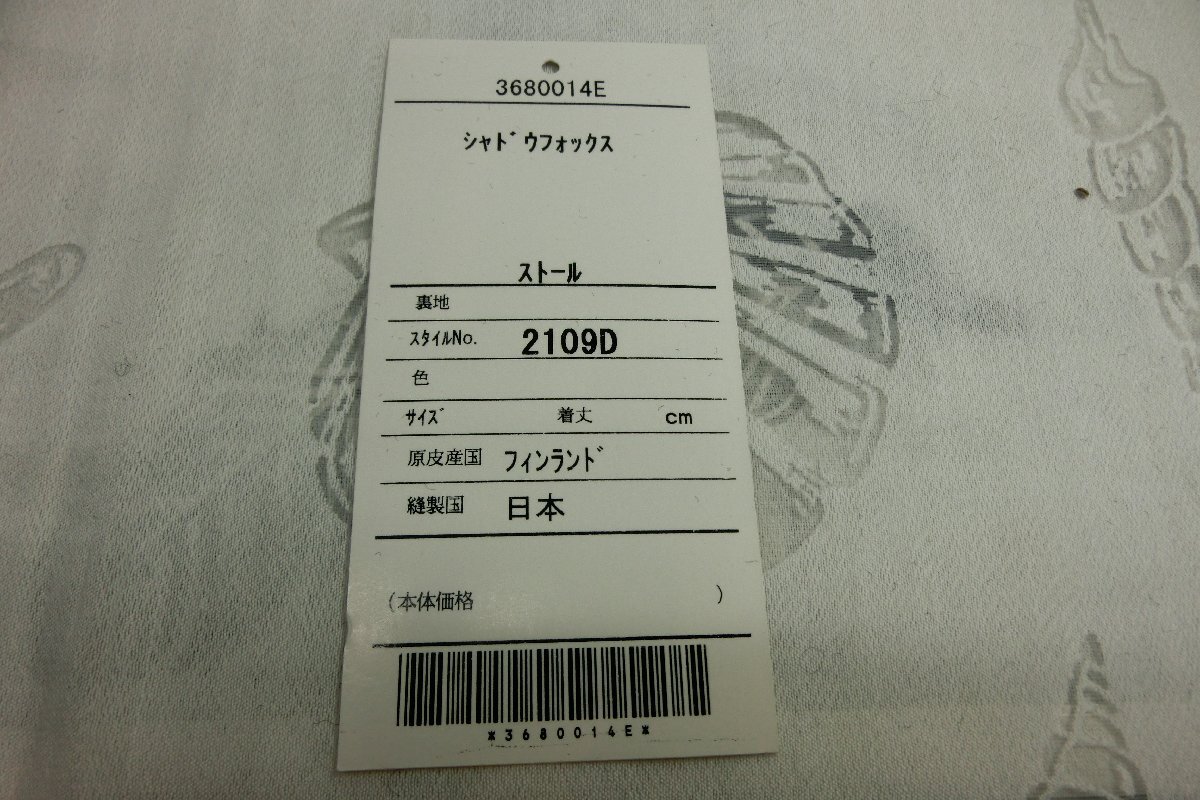 3680014E
ｼｬﾄﾞｳフォックス
ストール
裏地
ｽﾀｲﾙNo. 2109D
色
ｻｲｽﾞ 着丈 cm
原皮産国 フィンランﾄﾞ
縫製国 日本
(本体価格 )
*3680014E*